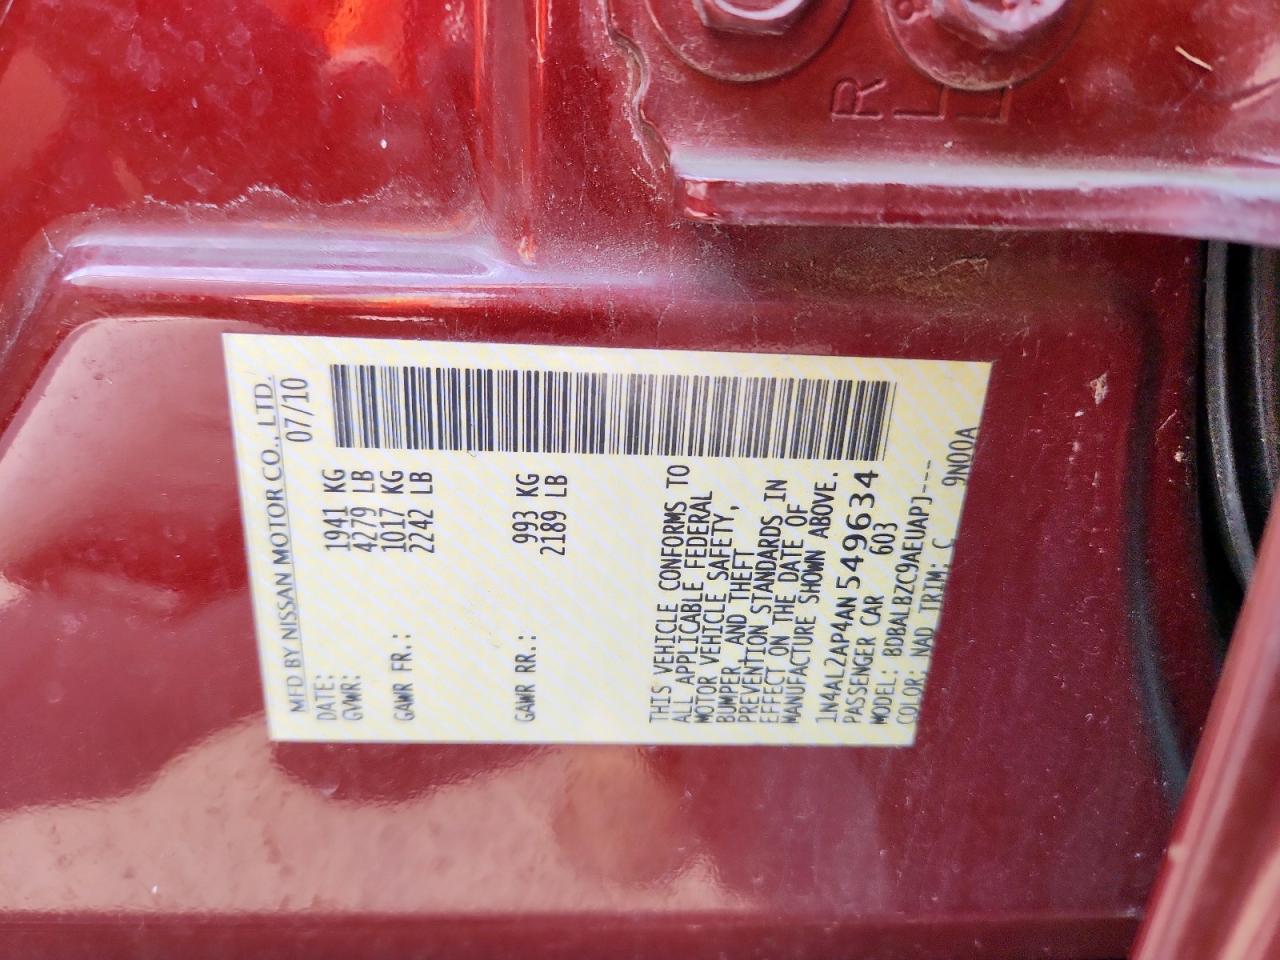 MFD BY NISSAN MOTOR CO., LTD.
DATE: 07/10
GVWR: 1941 KG
4279 LB
GAWR FR.: 1017 KG
2242 LB
GAWR RR.: 993 KG
2189 LB
THIS VEHICLE CONFORMS TO
ALL APPLICABLE FEDERAL
MOTOR VEHICLE SAFETY,
BUMPER, AND THEFT
PREVENTION STANDARDS IN
EFFECT ON THE DATE OF
MANUFACTURE SHOWN ABOVE.
1N4AL2AP4AN549634
PASSENGER CAR 603
MODEL: BDBALBZC9AEUAPJ---
COLOR: NAD TRIM: C 9N00A
R
L